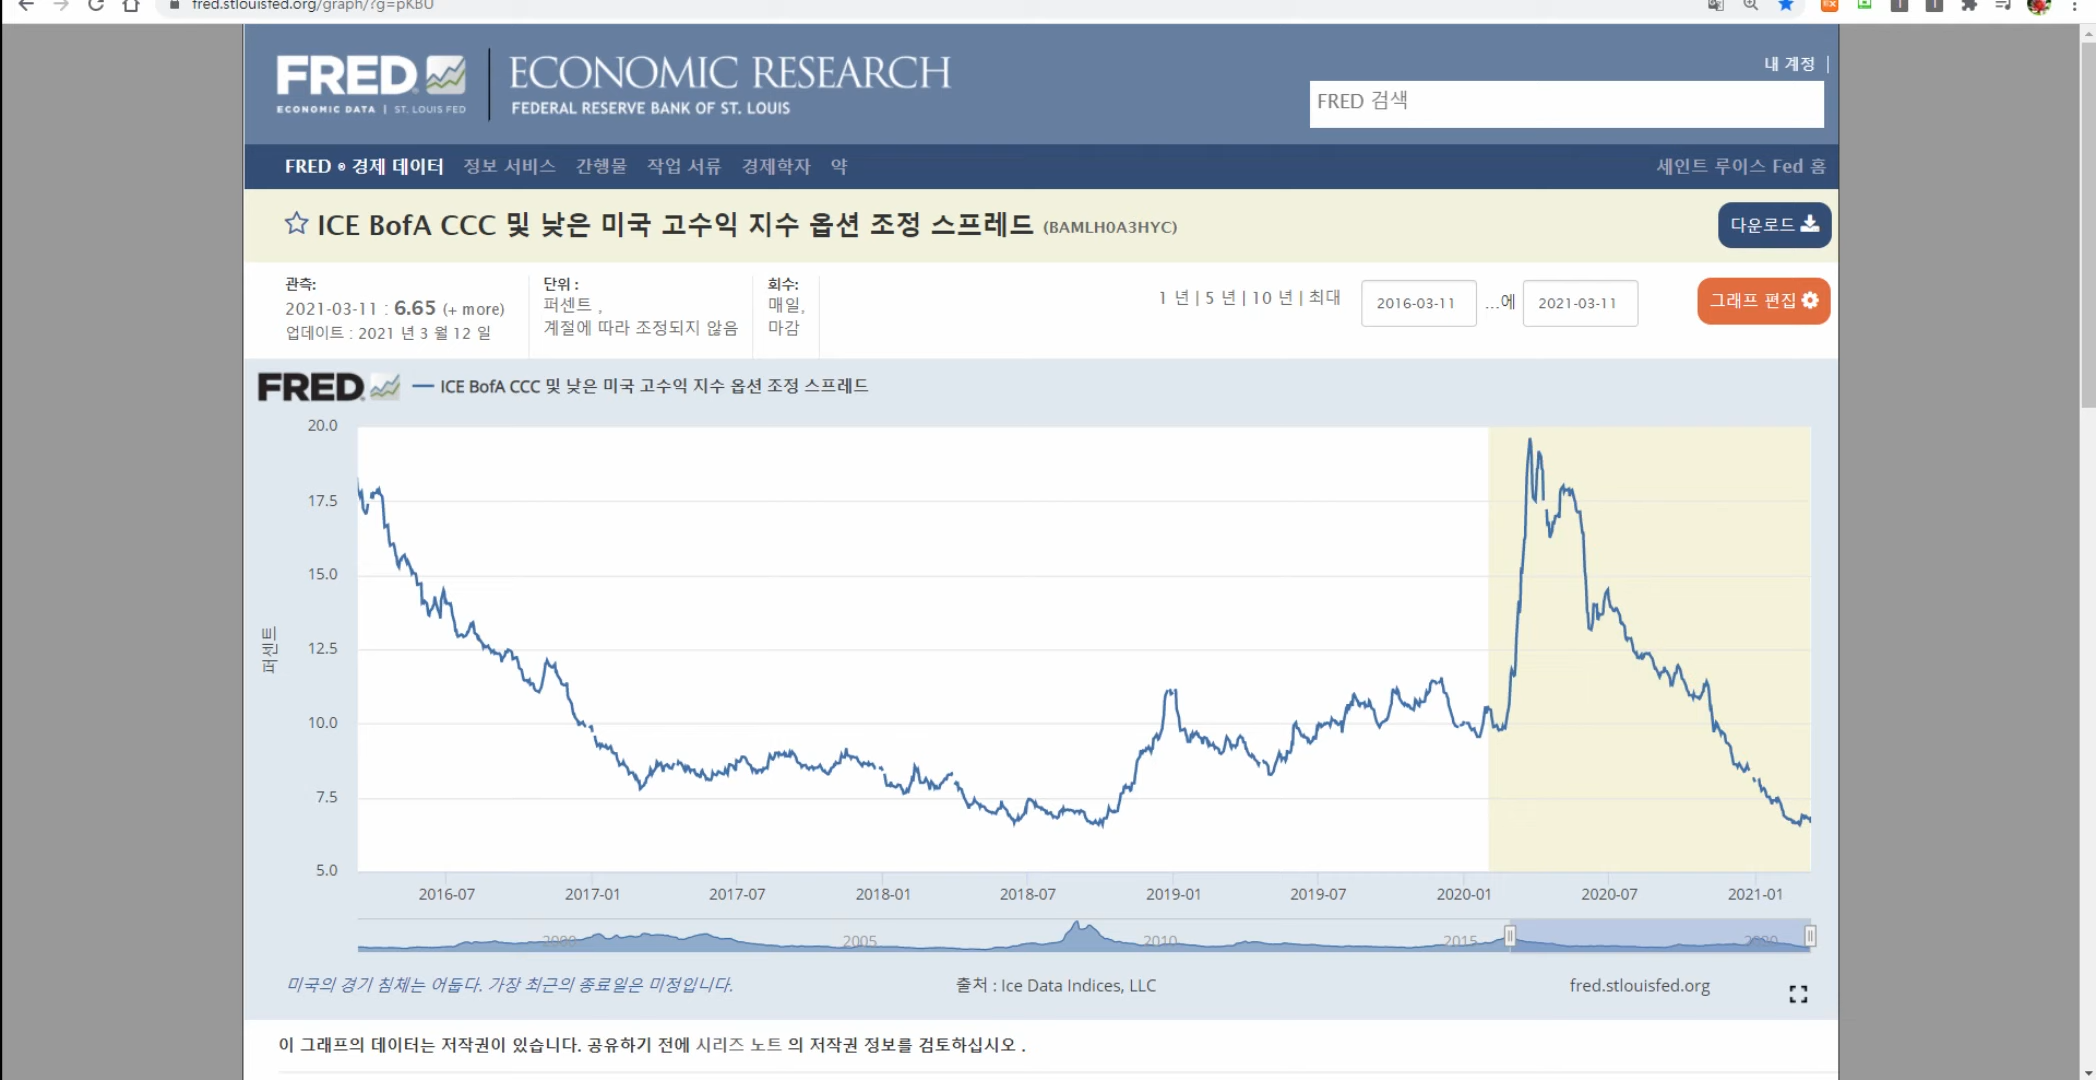 fred.stlouisfed.org/graph/?g=pKBU
FRED
ECONOMIC DATA | ST. LOUIS FED
ECONOMIC RESEARCH
FEDERAL RESERVE BANK OF ST. LOUIS
내 계정 |
FRED 검색
FRED ® 경제 데이터 정보 서비스 간행물 작업 서류 경제학자 약 세인트 루이스 Fed 홈
ICE BofA CCC 및 낮은 미국 고수익 지수 옵션 조정 스프레드 (BAMLH0A3HYC)
다운로드
관측:
2021-03-11 : 6.65 (+ more)
업데이트 : 2021 년 3 월 12 일
단위 :
퍼센트 ,
계절에 따라 조정되지 않음
회수:
매일,
마감
1 년 | 5 년 | 10 년 | 최대
2016-03-11 ...에 2021-03-11
그래프 편집
FRED
ICE BofA CCC 및 낮은 미국 고수익 지수 옵션 조정 스프레드
20.0
17.5
15.0
12.5
10.0
7.5
5.0
퍼센트
2016-07 2017-01 2017-07 2018-01 2018-07 2019-01 2019-07 2020-01 2020-07 2021-01
2000 2005 2010 2015 2020
미국의 경기 침체는 어둡다. 가장 최근의 종료일은 미정입니다.
출처 : Ice Data Indices, LLC
fred.stlouisfed.org
이 그래프의 데이터는 저작권이 있습니다. 공유하기 전에 시리즈 노트 의 저작권 정보를 검토하십시오 .